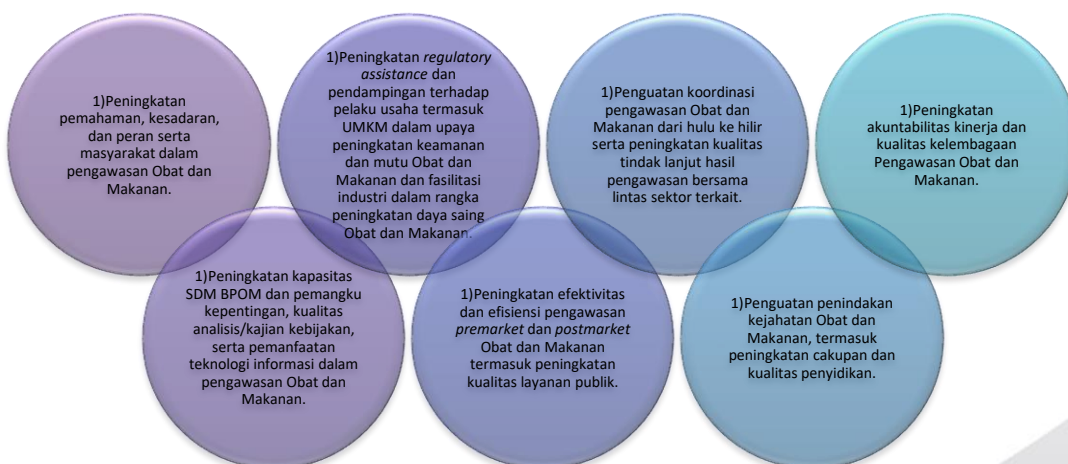 1)Peningkatan
pemahaman, kesadaran,
dan peran serta
masyarakat dalam
pengawasan Obat dan
Makanan.
1)Peningkatan kapasitas
SDM BPOM dan pemangku
kepentingan, kualitas
analisis/kajian kebijakan,
serta pemanfaatan
teknologi informasi dalam
pengawasan Obat dan
Makanan.
1)Peningkatan regulatory
assistance dan
pendampingan terhadap
pelaku usaha termasuk
UMKM dalam upaya
peningkatan keamanan
dan mutu Obat dan
Makanan dan fasilitasi
industri dalam rangka
peningkatan daya saing
Obat dan Makanan.
1)Peningkatan efektivitas
dan efisiensi pengawasan
premarket dan postmarket
Obat dan Makanan
termasuk peningkatan
kualitas layanan publik.
1)Penguatan koordinasi
pengawasan Obat dan
Makanan dari hulu ke hilir
serta peningkatan kualitas
tindak lanjut hasil
pengawasan bersama
lintas sektor terkait.
1)Penguatan penindakan
kejahatan Obat dan
Makanan, termasuk
peningkatan cakupan dan
kualitas penyidikan.
1)Peningkatan
akuntabilitas kinerja dan
kualitas kelembagaan
Pengawasan Obat dan
Makanan.